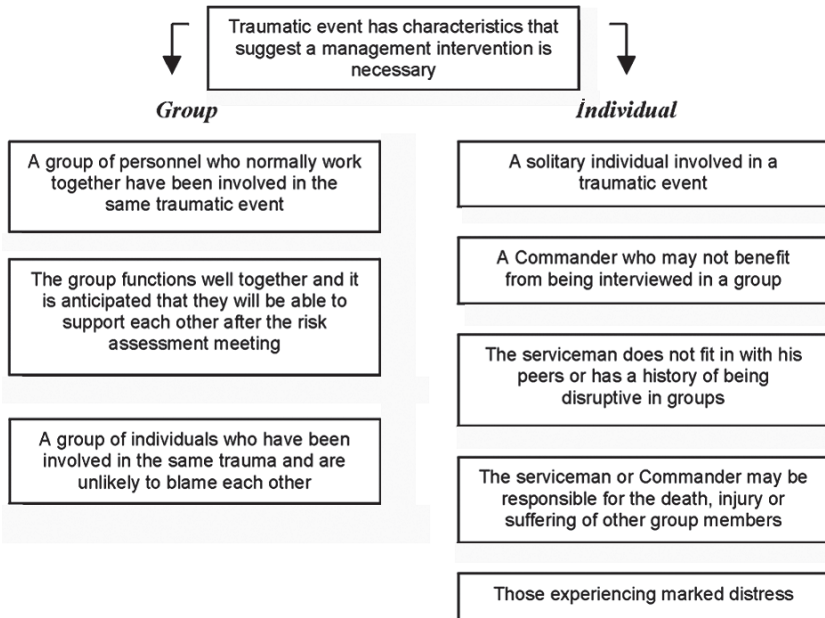 Traumatic event has characteristics that
suggest a management intervention is
necessary
Group
A group of personnel who normally work
together have been involved in the
same traumatic event
The group functions well together and it
is anticipated that they will be able to
support each other after the risk
assessment meeting
A group of individuals who have been
involved in the same trauma and are
unlikely to blame each other
İndividual
A solitary individual involved in a
traumatic event
A Commander who may not benefit
from being interviewed in a group
The serviceman does not fit in with his
peers or has a history of being
disruptive in groups
The serviceman or Commander may be
responsible for the death, injury or
suffering of other group members
Those experiencing marked distress